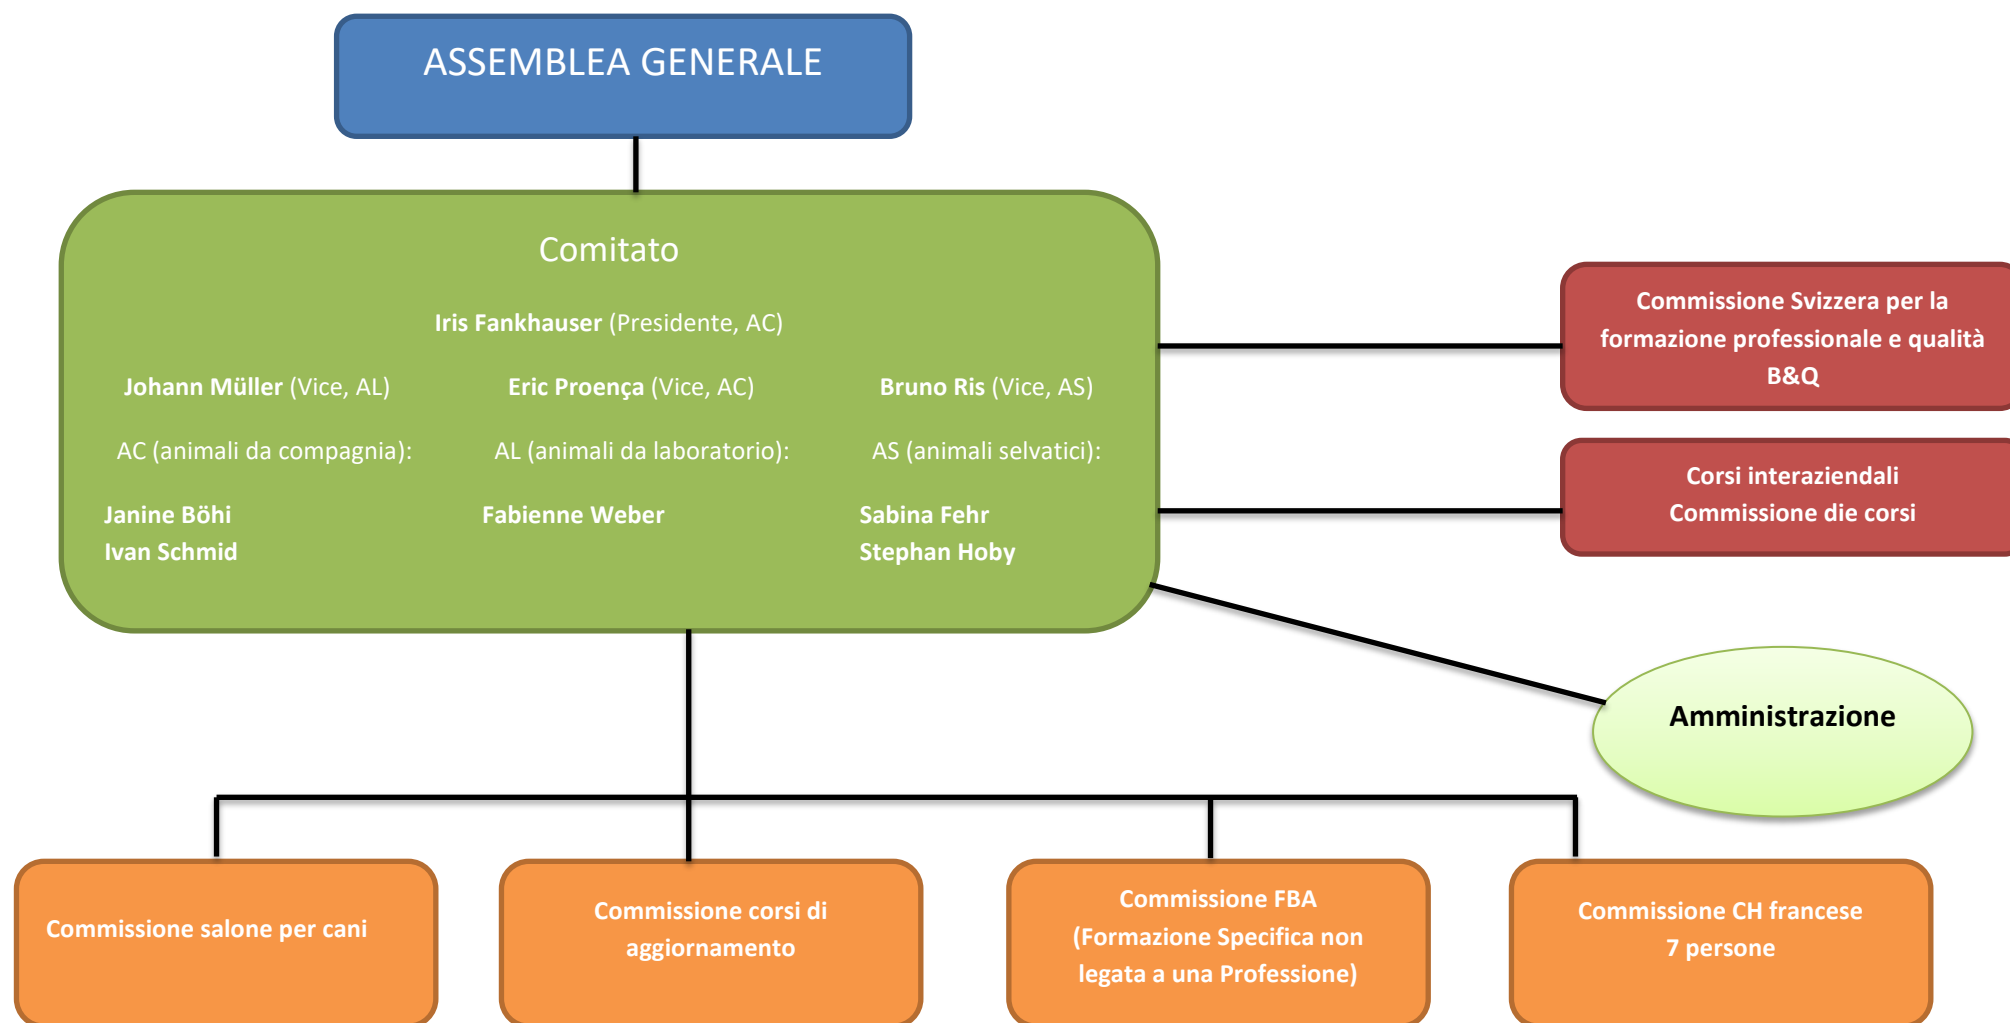 ASSEMBLEA GENERALE
Comitato
Iris Fankhauser (Presidente, AC)
Johann Müller (Vice, AL)
Eric Proença (Vice, AC)
Bruno Ris (Vice, AS)
AC (animali da compagnia):
AL (animali da laboratorio):
AS (animali selvatici):
Janine Böhi
Fabienne Weber
Sabina Fehr
Ivan Schmid
Stephan Hoby
Commissione Svizzera per la
formazione professionale e qualità
B&Q
Corsi interaziendali
Commissione die corsi
Amministrazione
Commissione salone per cani
Commissione corsi di
aggiornamento
Commissione FBA
(Formazione Specifica non
legata a una Professione)
Commissione CH francese
7 persone